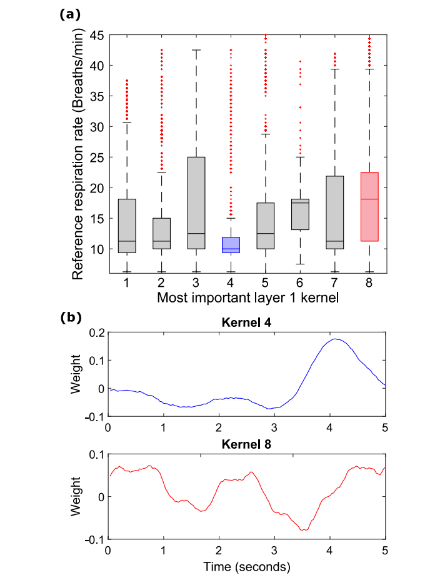 (a)
45
40
35
30
25
20
15
10
Reference respiration rate (Breaths/min)
1 2 3 4 5 6 7 8
Most important layer 1 kernel
(b)
Kernel 4
0.2
0.1
0
-0.1
Weight
0 1 2 3 4 5
Kernel 8
0.1
0
-0.1
Weight
0 1 2 3 4 5
Time (seconds)